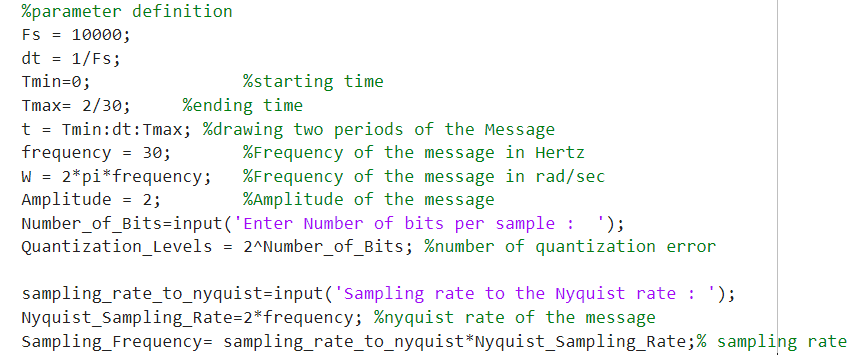 %parameter definition
Fs = 10000;
dt = 1/Fs;
Tmin=0; %starting time
Tmax= 2/30; %ending time
t = Tmin:dt:Tmax; %drawing two periods of the Message
frequency = 30; %Frequency of the message in Hertz
W = 2*pi*frequency; %Frequency of the message in rad/sec
Amplitude = 2; %Amplitude of the message
Number_of_Bits=input('Enter Number of bits per sample :  ');
Quantization_Levels = 2^Number_of_Bits; %number of quantization error
sampling_rate_to_nyquist=input('Sampling rate to the Nyquist rate : ');
Nyquist_Sampling_Rate=2*frequency; %nyquist rate of the message
Sampling_Frequency= sampling_rate_to_nyquist*Nyquist_Sampling_Rate;% sampling rate